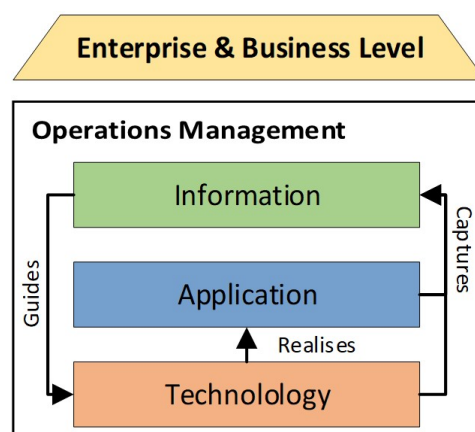 Enterprise & Business Level
Operations Management
Information
Guides
Captures
Application
Realises
Technolology